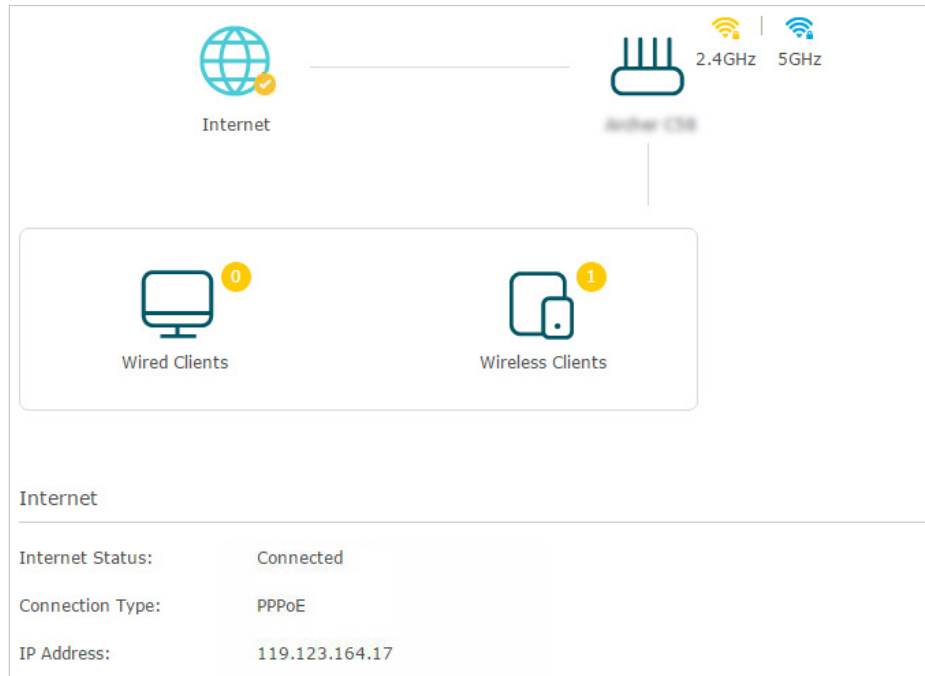 2.4GHz 5GHz
Internet
0 1
Wired Clients Wireless Clients
Internet
Internet Status: Connected
Connection Type: PPPoE
IP Address: 119.123.164.17